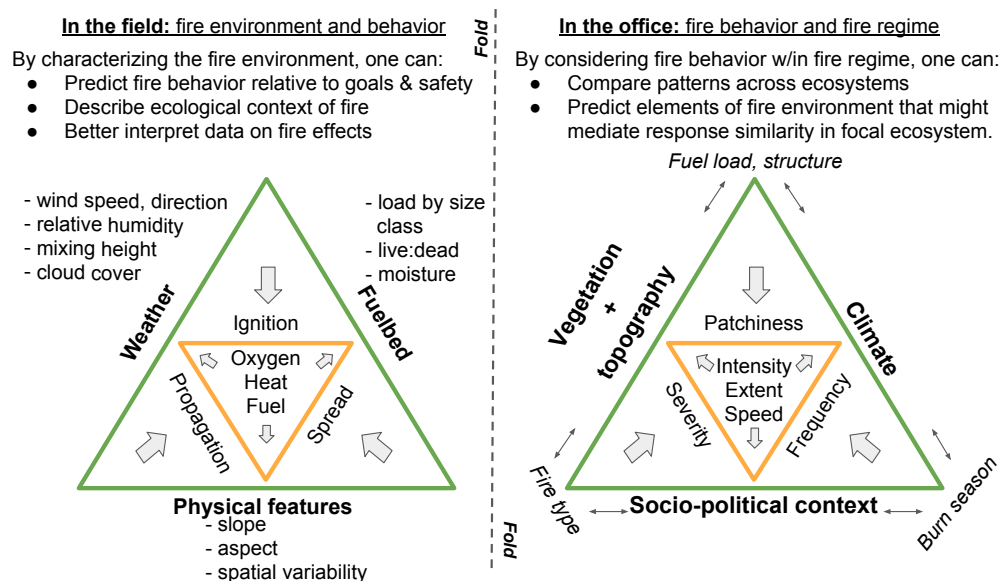 In the field: fire environment and behavior
By characterizing the fire environment, one can:
● Predict fire behavior relative to goals & safety
● Describe ecological context of fire
● Better interpret data on fire effects
- wind speed, direction
- relative humidity
- mixing height
- cloud cover
- load by size
class
- live:dead
- moisture
Weather
Fuelbed
Ignition
Oxygen
Heat
Fuel
Propagation
Spread
Physical features
- slope
- aspect
- spatial variability
Fold
Fold
In the office: fire behavior and fire regime
By considering fire behavior w/in fire regime, one can:
● Compare patterns across ecosystems
● Predict elements of fire environment that might
mediate response similarity in focal ecosystem.
Fuel load, structure
Vegetation
+
topography
Climate
Patchiness
Intensity
Extent
Speed
Severity
Frequency
Fire type
Socio-political context
Burn season